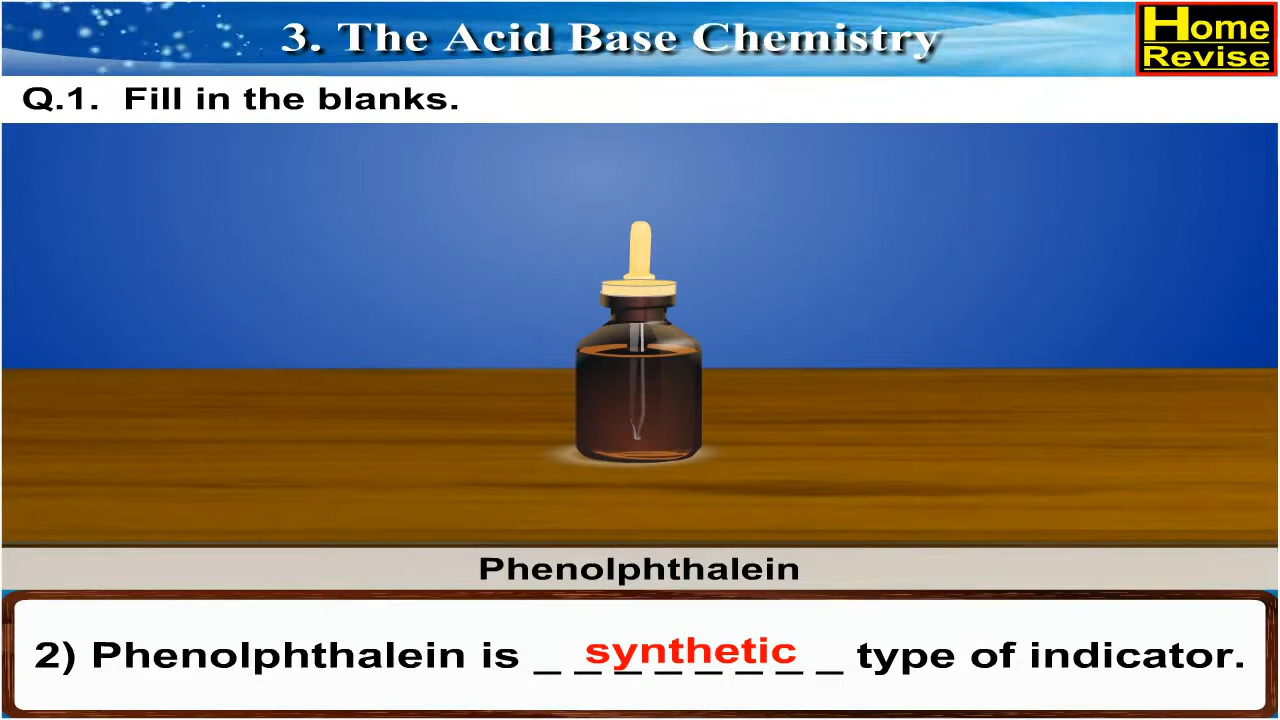 3. The Acid Base Chemistry
Home
Revise
Q.1. Fill in the blanks.
Phenolphthalein
2) Phenolphthalein is _ synthetic _ type of indicator.